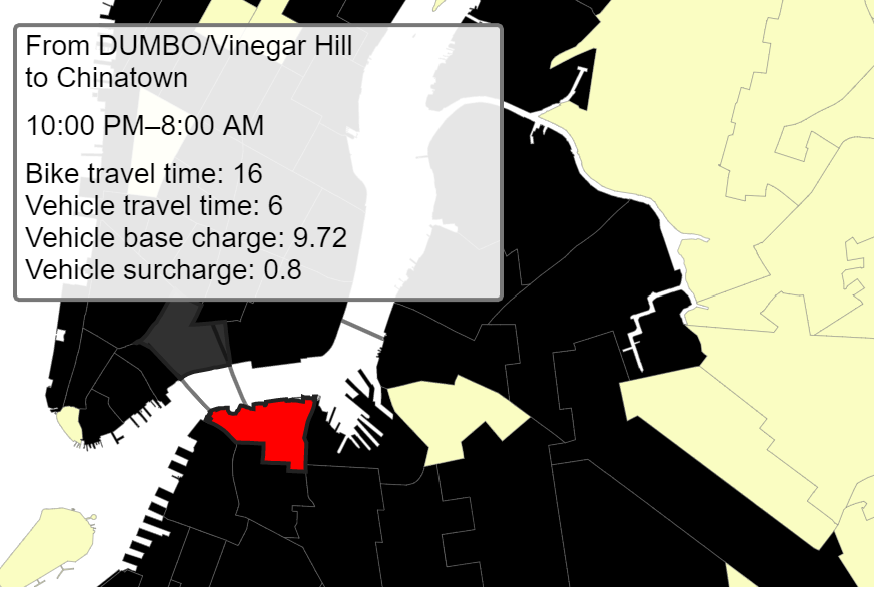 From DUMBO/Vinegar Hill
to Chinatown
10:00 PM–8:00 AM
Bike travel time: 16
Vehicle travel time: 6
Vehicle base charge: 9.72
Vehicle surcharge: 0.8